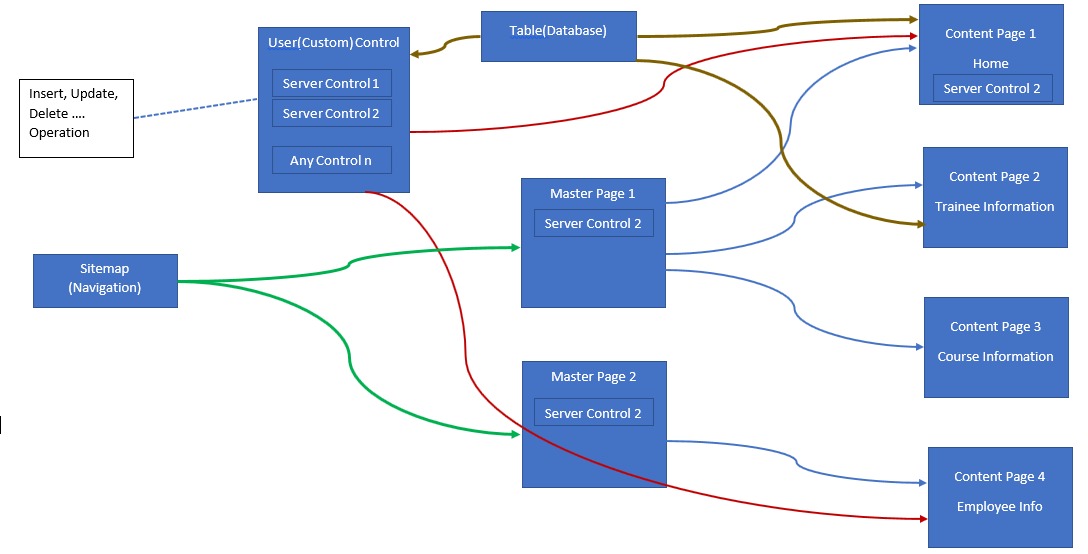 Insert, Update,
Delete ....
Operation
User(Custom) Control
Server Control 1
Server Control 2
Any Control n
Table(Database)
Content Page 1
Home
Server Control 2
Master Page 1
Server Control 2
Content Page 2
Trainee Information
Sitemap
(Navigation)
Content Page 3
Course Information
Master Page 2
Server Control 2
Content Page 4
Employee Info